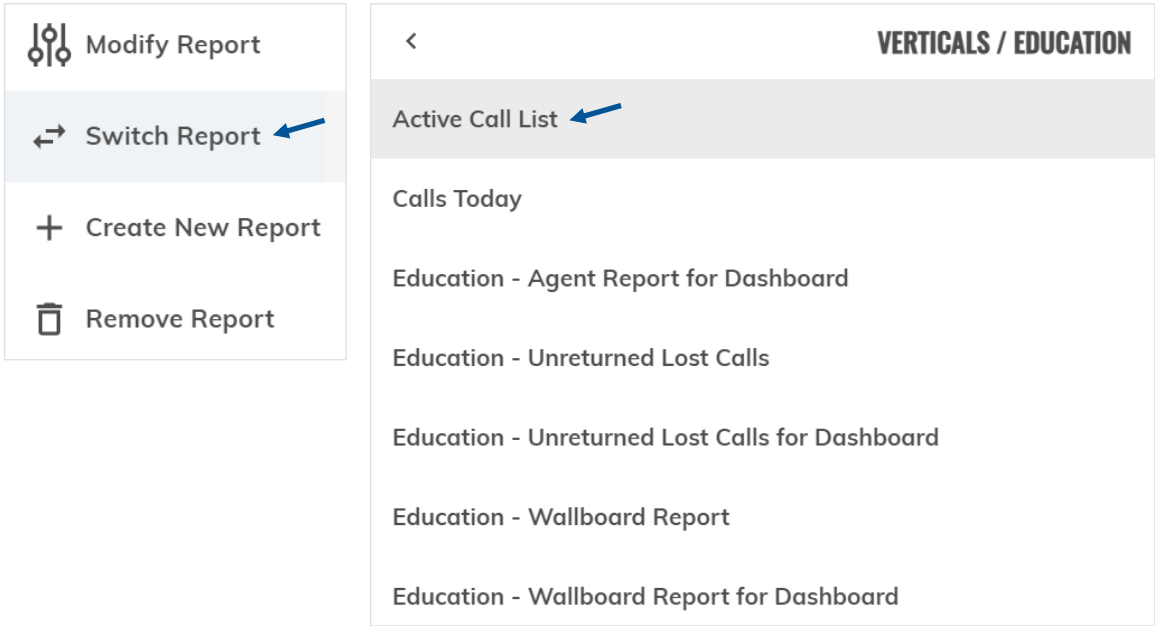 Modify Report
Switch Report
Create New Report
Remove Report
VERTICALS / EDUCATION
Active Call List
Calls Today
Education - Agent Report for Dashboard
Education - Unreturned Lost Calls
Education - Unreturned Lost Calls for Dashboard
Education - Wallboard Report
Education - Wallboard Report for Dashboard